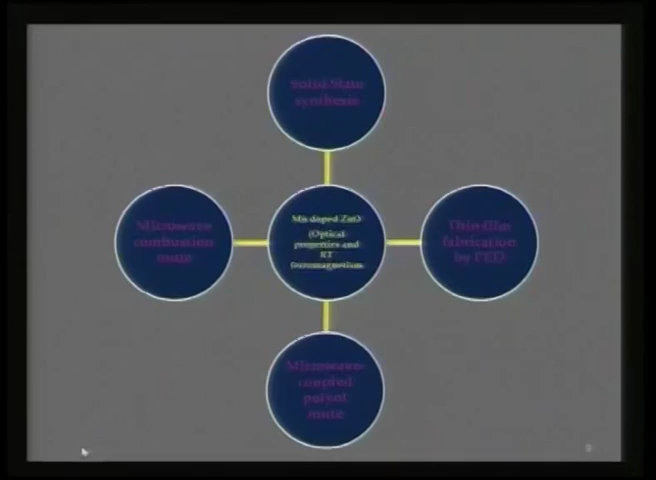 Solid State
synthesis
Microwave
combustion
route
Mn doped ZnO
(Optical
properties and
RT
ferromagnetism
Thin film
fabrication
by PLD
Microwave-
coupled
polyol
route